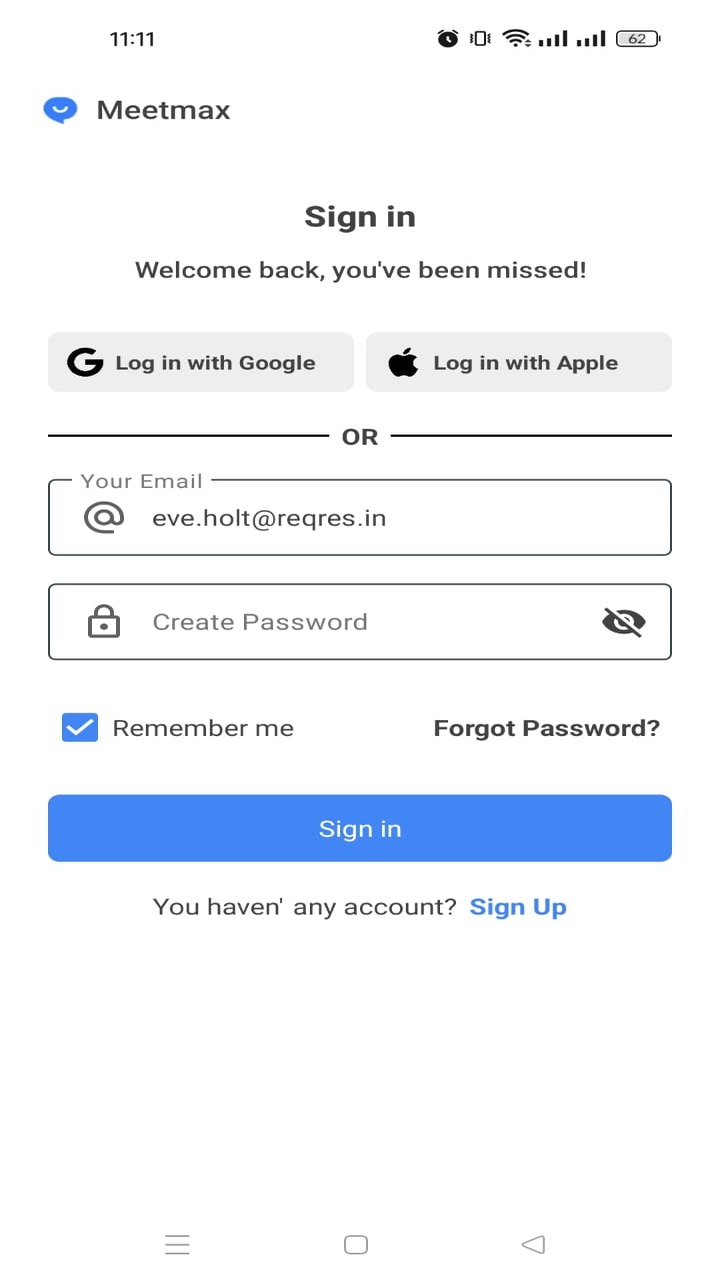 11:11
62
Meetmax
Sign in
Welcome back, you've been missed!
Log in with Google
Log in with Apple
OR
Your Email
eve.holt@reqres.in
Create Password
Remember me
Forgot Password?
Sign in
You haven' any account? Sign Up